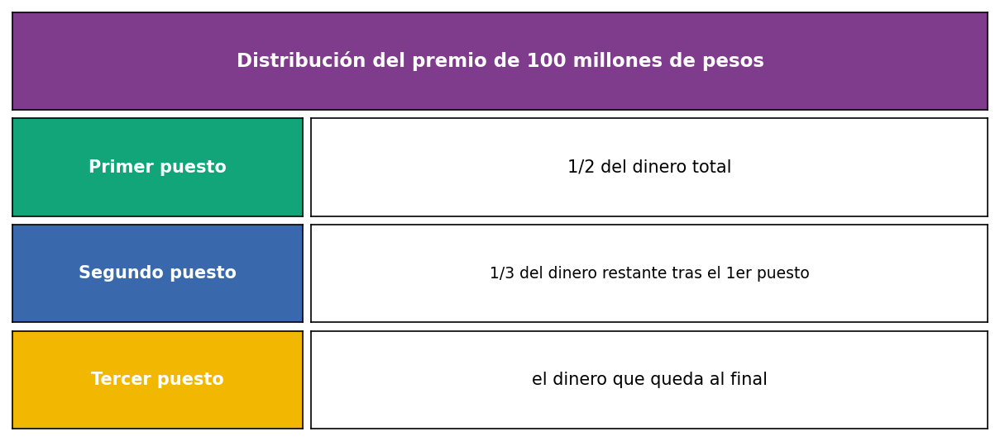 Distribución del premio de 100 millones de pesos
Primer puesto
1/2 del dinero total
Segundo puesto
1/3 del dinero restante tras el 1er puesto
Tercer puesto
el dinero que queda al final